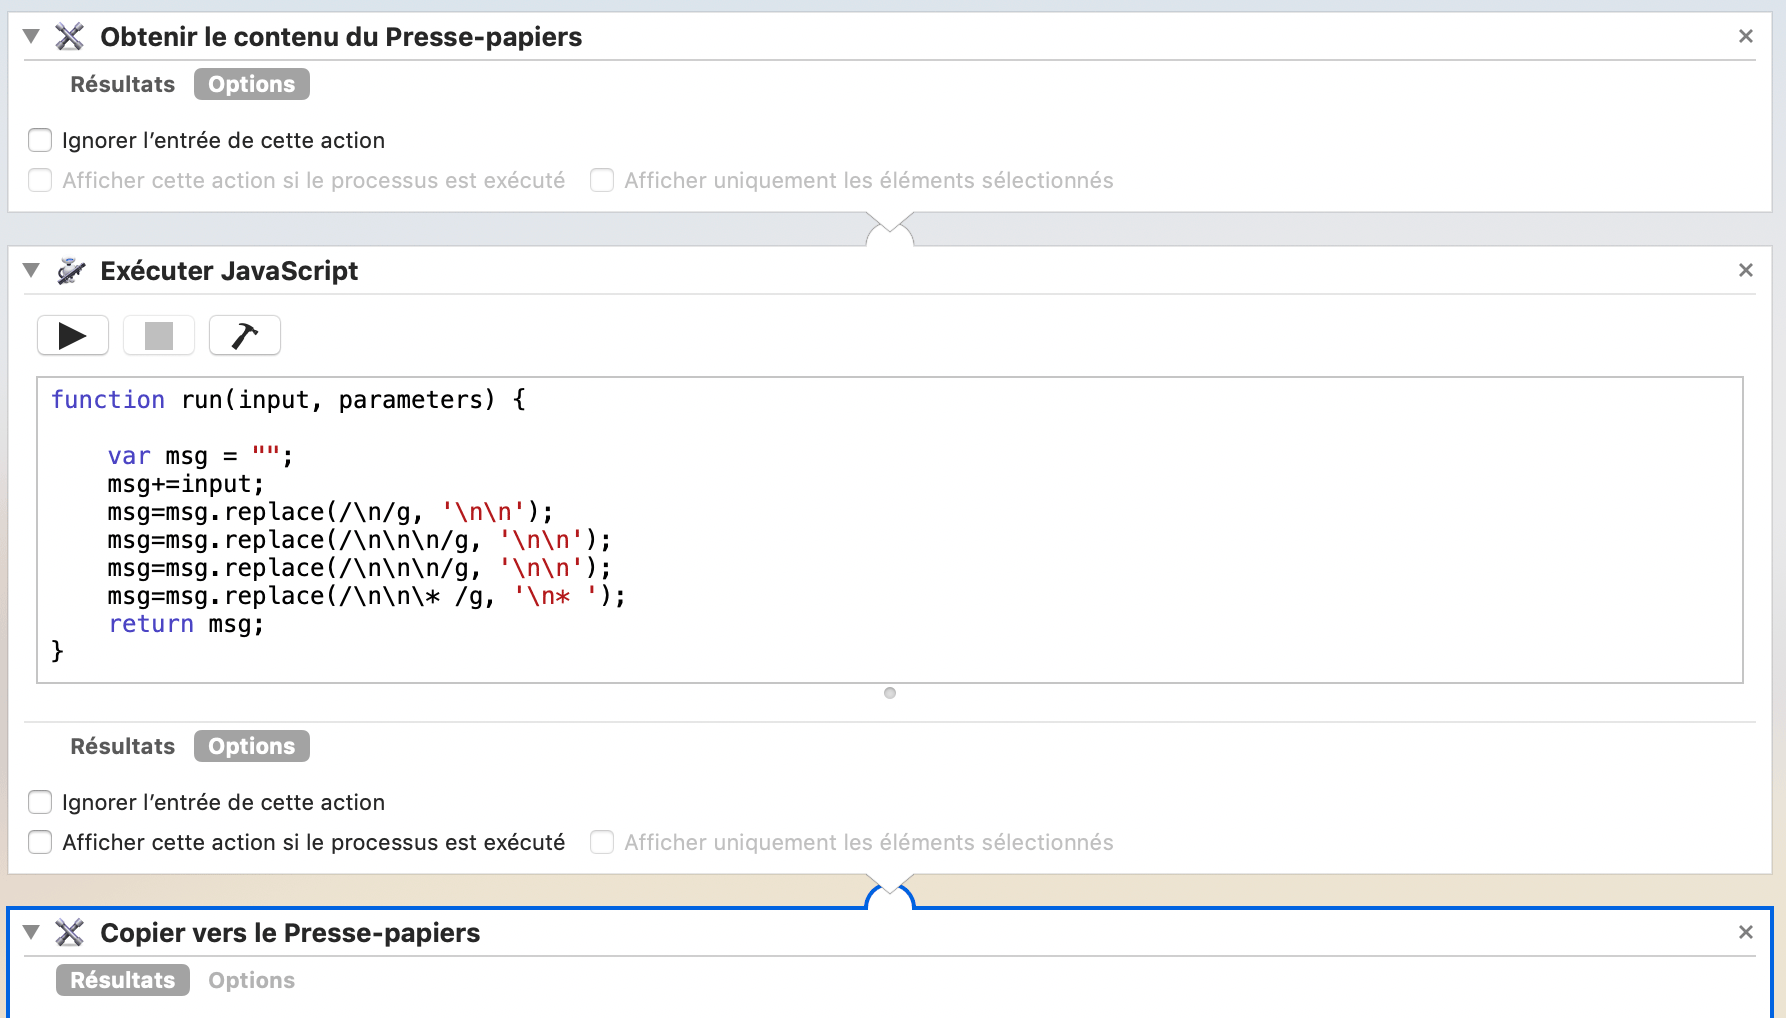 Obtenir le contenu du Presse-papiers
Résultats Options
Ignorer l’entrée de cette action
Afficher cette action si le processus est exécuté Afficher uniquement les éléments sélectionnés
Exécuter JavaScript
function run(input, parameters) {
    var msg = "";
    msg+=input;
    msg=msg.replace(/\n/g, '\n\n');
    msg=msg.replace(/\n\n\n/g, '\n\n');
    msg=msg.replace(/\n\n\n/g, '\n\n');
    msg=msg.replace(/\n\n\* /g, '\n* ');
    return msg;
}
Résultats Options
Ignorer l’entrée de cette action
Afficher cette action si le processus est exécuté Afficher uniquement les éléments sélectionnés
Copier vers le Presse-papiers
Résultats Options